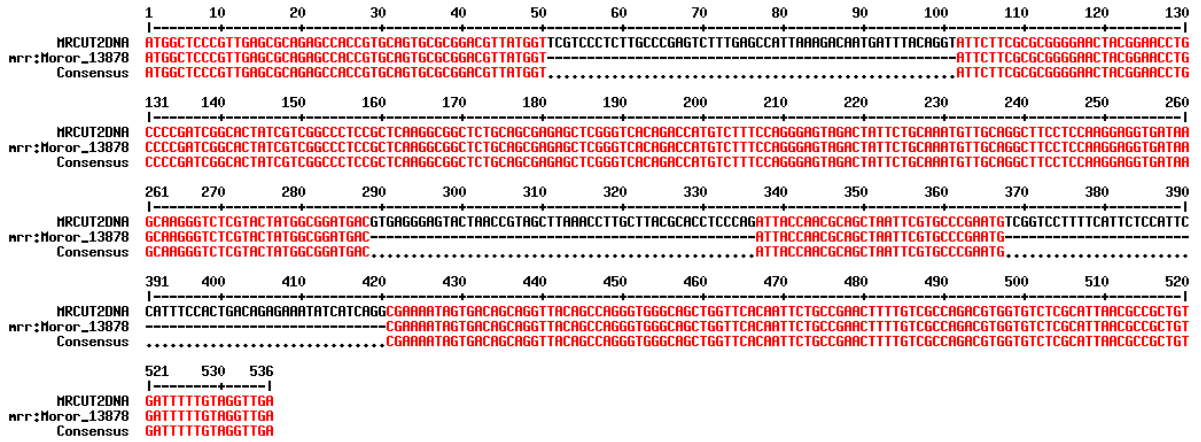 1 10 20 30 40 50 60 70 80 90 100 110 120 130
|--------+---------+---------+---------+---------+---------+---------+---------+---------+---------+---------+---------+---------|
MRCUT2DNA ATGGCTCCCGTTGAGCGCAGAGCCACCGTGCAGTGCGCGGACGTTATGGTTCGTCCCTCTTGCCCGAGTCTTTGAGCCATTAAAGACAATGATTTACAGGTATTCTTCGCGCGGGGAACTACGGAACCTG
mrr:Moror_13878 ATGGCTCCCGTTGAGCGCAGAGCCACCGTGCAGTGCGCGGACGTTATGGT---------------------------------------------------ATTCTTCGCGCGGGGAACTACGGAACCTG
Consensus ATGGCTCCCGTTGAGCGCAGAGCCACCGTGCAGTGCGCGGACGTTATGGT...................................................ATTCTTCGCGCGGGGAACTACGGAACCTG
131 140 150 160 170 180 190 200 210 220 230 240 250 260
|--------+---------+---------+---------+---------+---------+---------+---------+---------+---------+---------+---------+---------|
MRCUT2DNA CCCCGATCGGCACTATCGTCGGCCCTCCGCTCAAGGCGGCTCTGCAGCGAGAGCTCGGGTCACAGACCATGTCTTTCCAGGGAGTAGACTATTCTGCAAATGTTGCAGGCTTCCTCCAAGGAGGTGATAA
mrr:Moror_13878 CCCCGATCGGCACTATCGTCGGCCCTCCGCTCAAGGCGGCTCTGCAGCGAGAGCTCGGGTCACAGACCATGTCTTTCCAGGGAGTAGACTATTCTGCAAATGTTGCAGGCTTCCTCCAAGGAGGTGATAA
Consensus CCCCGATCGGCACTATCGTCGGCCCTCCGCTCAAGGCGGCTCTGCAGCGAGAGCTCGGGTCACAGACCATGTCTTTCCAGGGAGTAGACTATTCTGCAAATGTTGCAGGCTTCCTCCAAGGAGGTGATAA
261 270 280 290 300 310 320 330 340 350 360 370 380 390
|--------+---------+---------+---------+---------+---------+---------+---------+---------+---------+---------+---------+---------|
MRCUT2DNA GCAAGGGTCTCGTACTATGGCGGATGACGTGAGGGAGTACTAACCGTAGCTTAAACCTTGCTTACGCACCTCCCAGATTACCAACGCAGCTAATTCGTGCCCGAATGTCGGTCCTTTTCATTCTCCATTC
mrr:Moror_13878 GCAAGGGTCTCGTACTATGGCGGATGAC------------------------------------------------ATTACCAACGCAGCTAATTCGTGCCCGAATG-----------------------
Consensus GCAAGGGTCTCGTACTATGGCGGATGAC................................................ATTACCAACGCAGCTAATTCGTGCCCGAATG.......................
391 400 410 420 430 440 450 460 470 480 490 500 510 520
|--------+---------+---------+---------+---------+---------+---------+---------+---------+---------+---------+---------+---------|
MRCUT2DNA CATTTCCACTGACAGAGAAATATCATCAGGCGAAAATAGTGACAGCAGGTTACAGCCAGGGTGGGCAGCTGGTTCACAATTCTGCCGAACTTTTGTCGCCAGACGTGGTGTCTCGCATTAACGCCGCTGT
mrr:Moror_13878 ------------------------------CGAAAATAGTGACAGCAGGTTACAGCCAGGGTGGGCAGCTGGTTCACAATTCTGCCGAACTTTTGTCGCCAGACGTGGTGTCTCGCATTAACGCCGCTGT
Consensus ..............................CGAAAATAGTGACAGCAGGTTACAGCCAGGGTGGGCAGCTGGTTCACAATTCTGCCGAACTTTTGTCGCCAGACGTGGTGTCTCGCATTAACGCCGCTGT
521 530 536
|--------+-----|
MRCUT2DNA GATTTTTGTAGGTTGA
mrr:Moror_13878 GATTTTTGTAGGTTGA
Consensus GATTTTTGTAGGTTGA